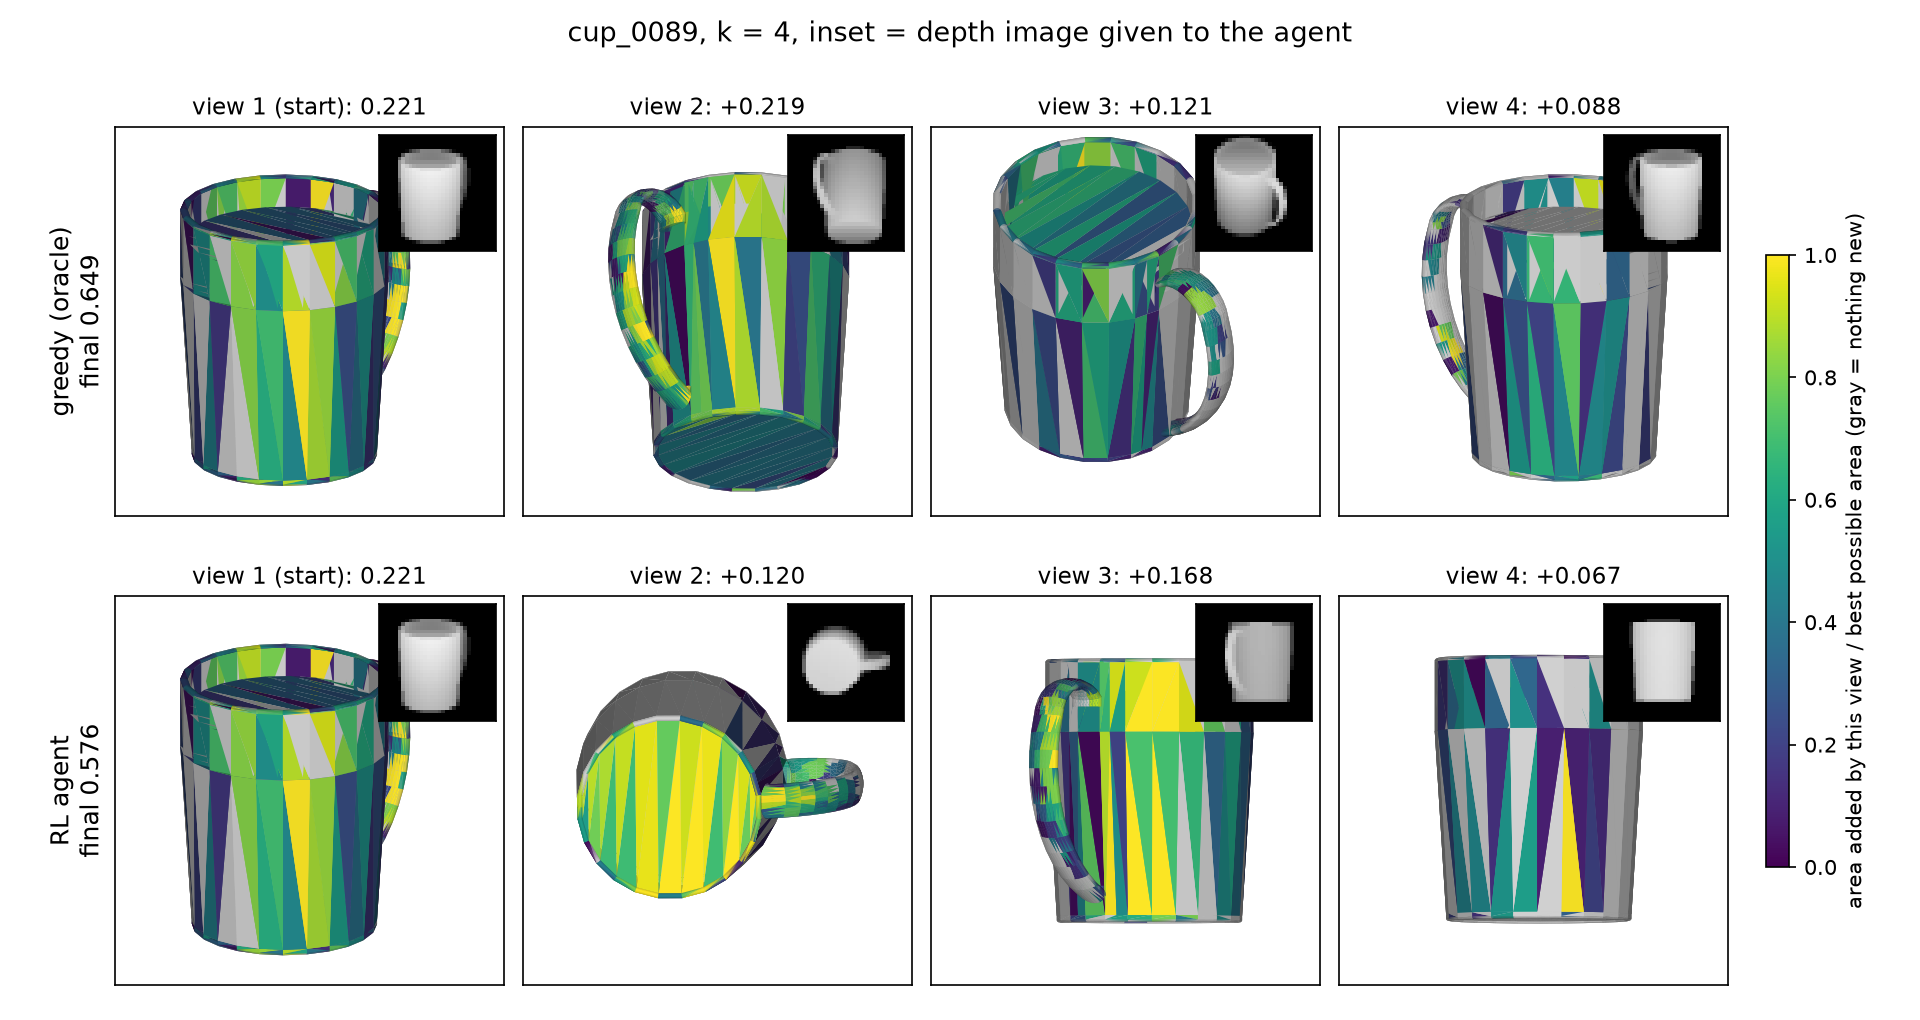 cup_0089, k = 4, inset = depth image given to the agent
greedy (oracle)
final 0.649
view 1 (start): 0.221
view 2: +0.219
view 3: +0.121
view 4: +0.088
RL agent
final 0.576
view 1 (start): 0.221
view 2: +0.120
view 3: +0.168
view 4: +0.067
1.0
0.8
0.6
0.4
0.2
0.0
area added by this view / best possible area (gray = nothing new)